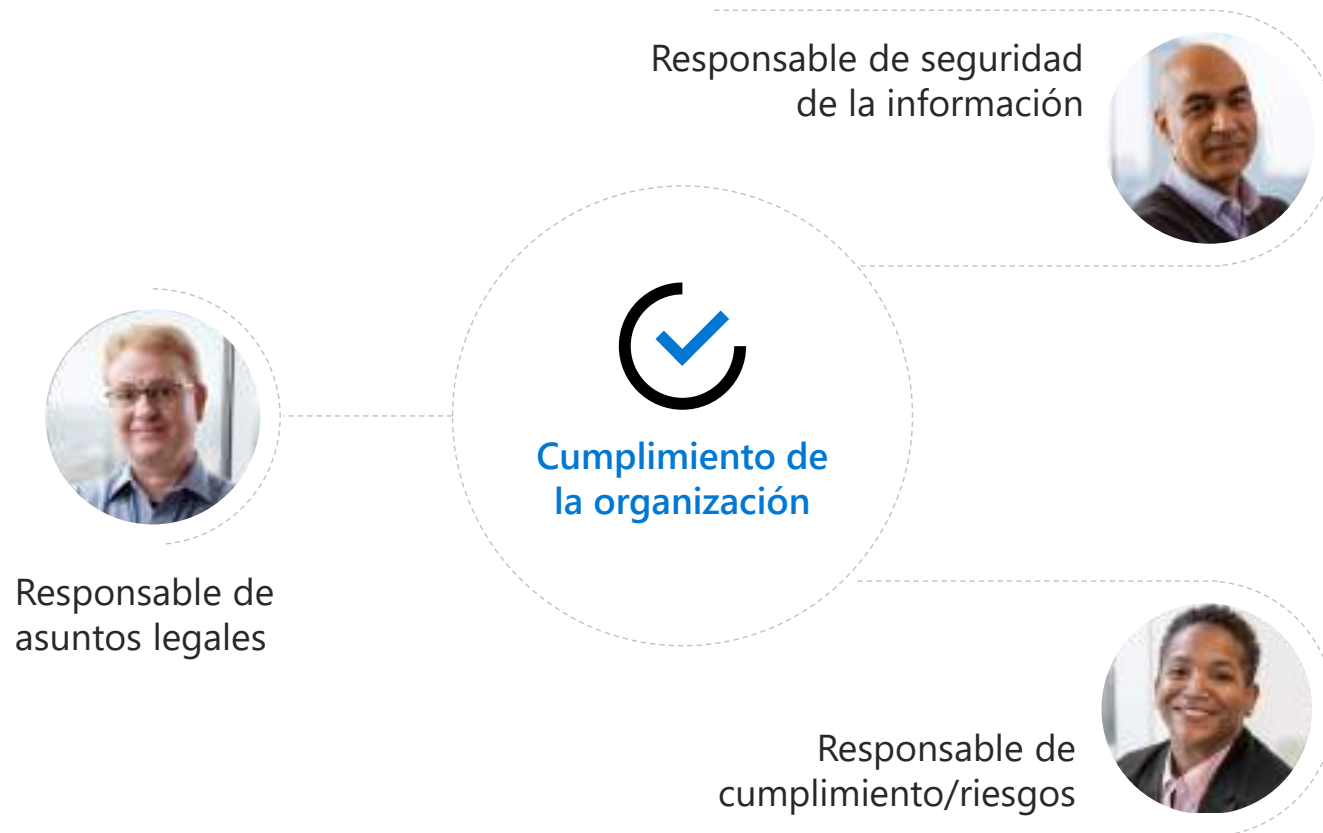 Responsable de seguridad
de la información
Cumplimiento de
la organización
Responsable de
asuntos legales
Responsable de
cumplimiento/riesgos